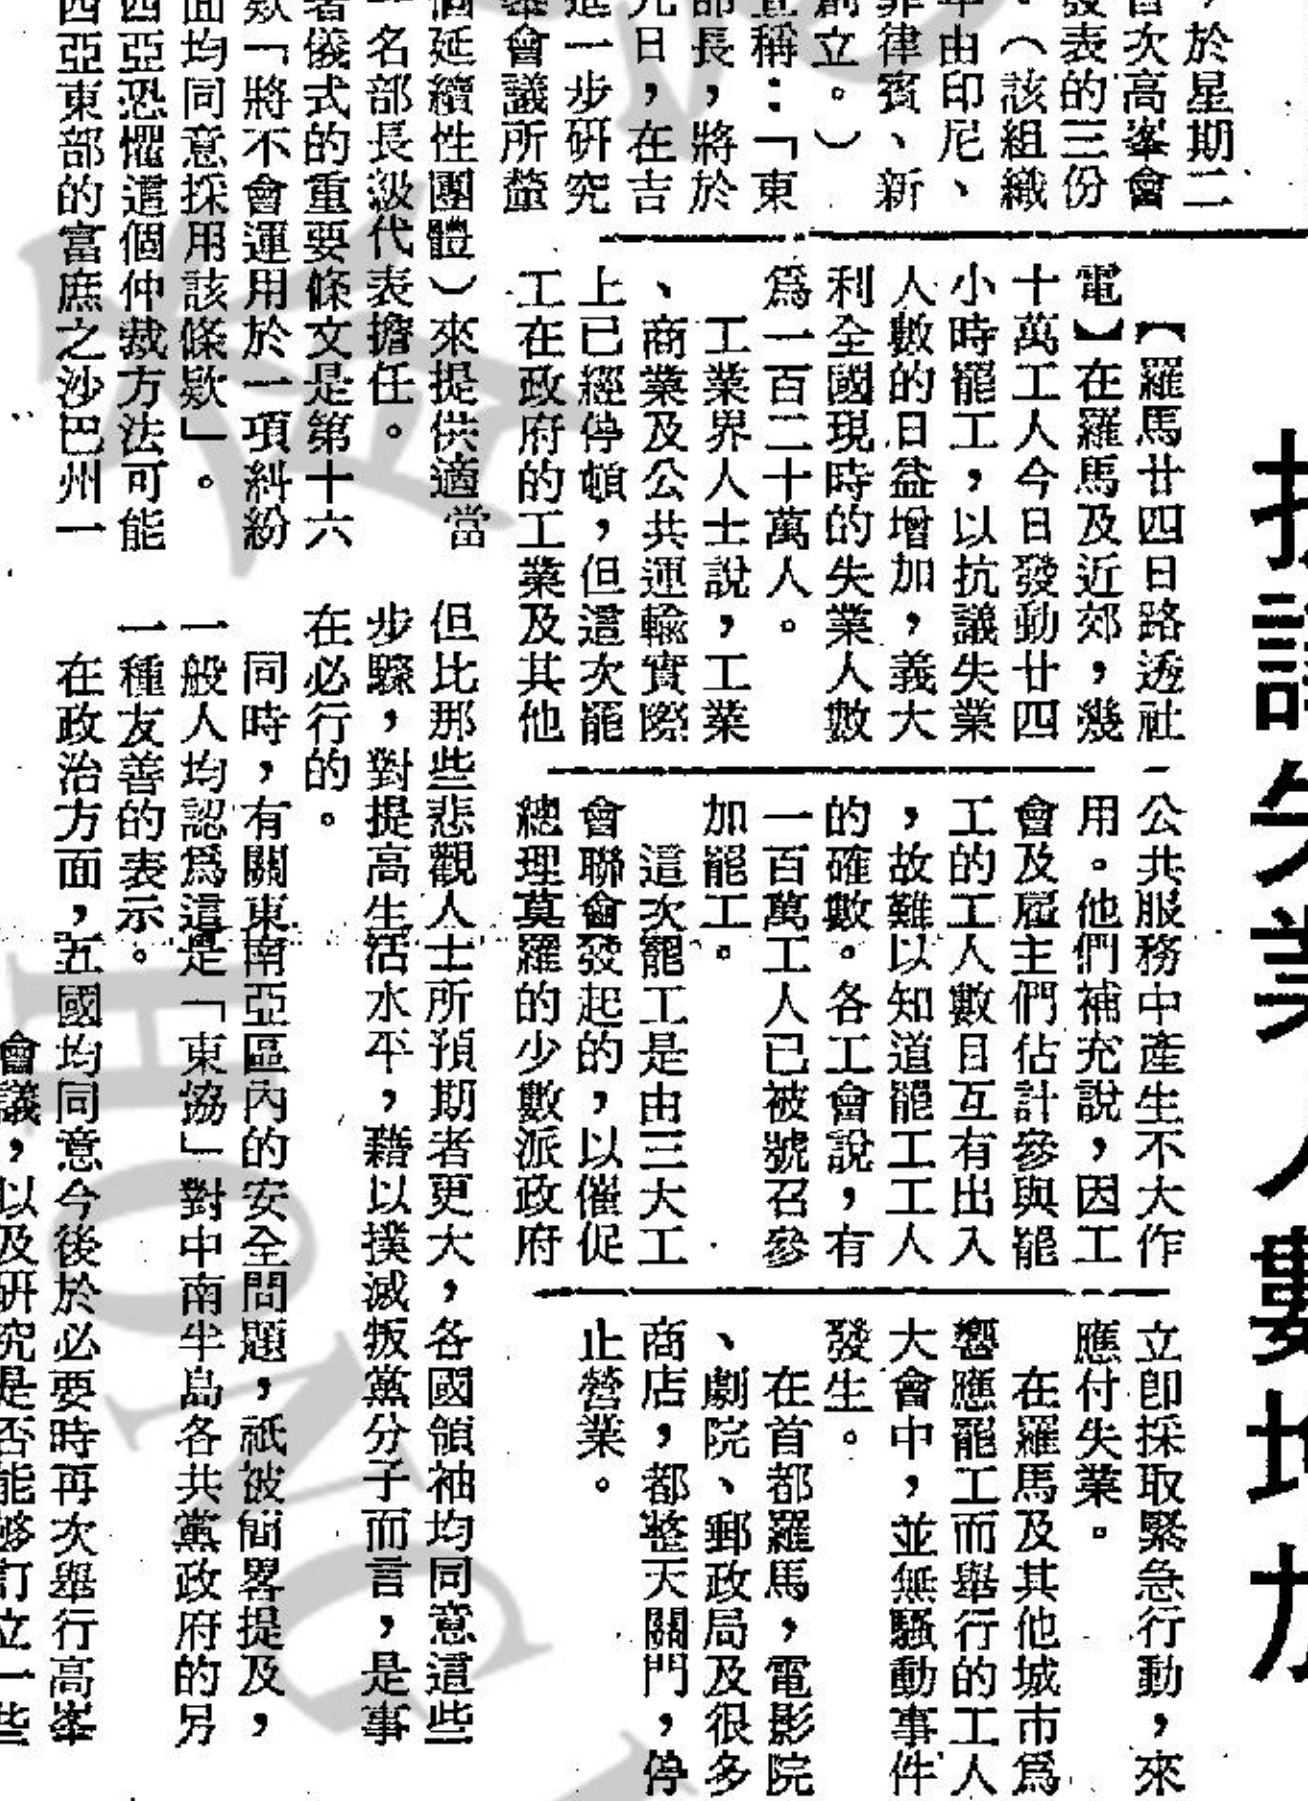 抗議失業人數增加
，於星期二
首次高峯會
發表的三份
。（該組織
年由印尼、
菲律賓、新
創立。）
宣稱：「東
部長，將於
九日，在吉
進一步研究
會議所釐
個延續性團體）來提供適當
一名部長級代表擔任。
著儀式的重要條文是第十六
款「將不會運用於一項糾紛
面均同意採用該條欵」。
西亞恐懼這個仲裁方法可能
西亞東部的富庶之沙巴州一
【羅馬廿四日路透社
電】在羅馬及近郊，幾
十萬工人今日發動廿四
小時罷工，以抗議失業
人數的日益增加，義大
利全國現時的失業人數
為一百二十萬人。
工業界人士說，工業
、商業及公共運輸實際
上已經停頓，但這次罷
工在政府的工業及其他
公共服務中產生不大作
用。他們補充說，因工
會及雇主們估計參與罷
工的工人數目互有出入
，故難以知道罷工工人
的確數。各工會說，有
一百萬工人已被號召參
加罷工。
這次罷工是由三大工
會聯會發起的，以催促
總理莫羅的少數派政府
立即採取緊急行動，來
應付失業。
在羅馬及其他城市為
響應罷工而舉行的工人
大會中，並無騷動事件
發生。
在首都羅馬，電影院
、劇院、郵政局及很多
商店，都整天關門，停
止營業。
但比那些悲觀人士所預期者更大，各國領袖均同意這些
步驟，對提高生活水平，藉以撲滅叛黨分子而言，是事
在必行的。
同時，有關東南亞區內的安全問題，祇被簡畧提及，
一般人均認為這是「東協」對中南半島各共黨政府的另
一種友善的表示。
在政治方面，五國均同意今後於必要時再次舉行高峯
會議，以及研究是否能够訂立一些